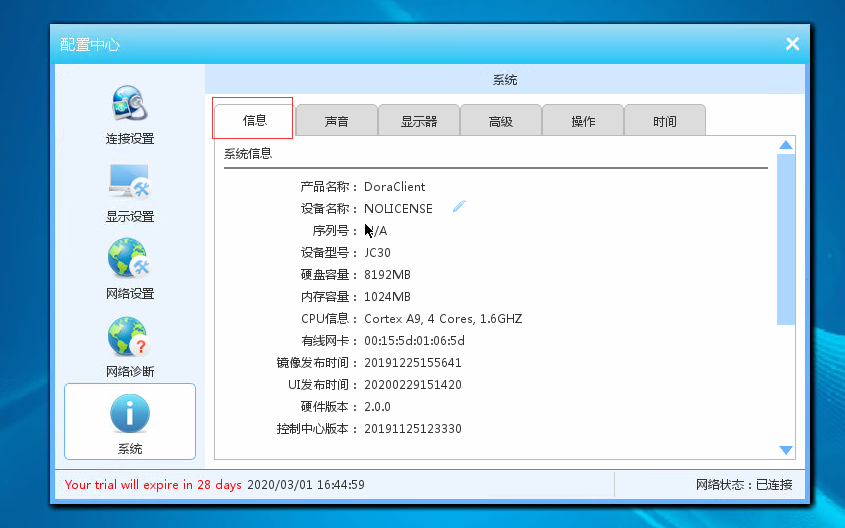 配置中心
系统
连接设置
显示设置
网络设置
网络诊断
系统
信息 声音 显示器 高级 操作 时间
系统信息
产品名称： DoraClient
设备名称： NOLICENSE
序列号： N/A
设备型号： JC30
硬盘容量： 8192MB
内存容量： 1024MB
CPU信息： Cortex A9, 4 Cores, 1.6GHZ
有线网卡： 00:15:5d:01:06:5d
镜像发布时间： 20191225155641
UI发布时间： 20200229151420
硬件版本： 2.0.0
控制中心版本： 20191125123330
Your trial will expire in 28 days 2020/03/01 16:44:59 网络状态：已连接